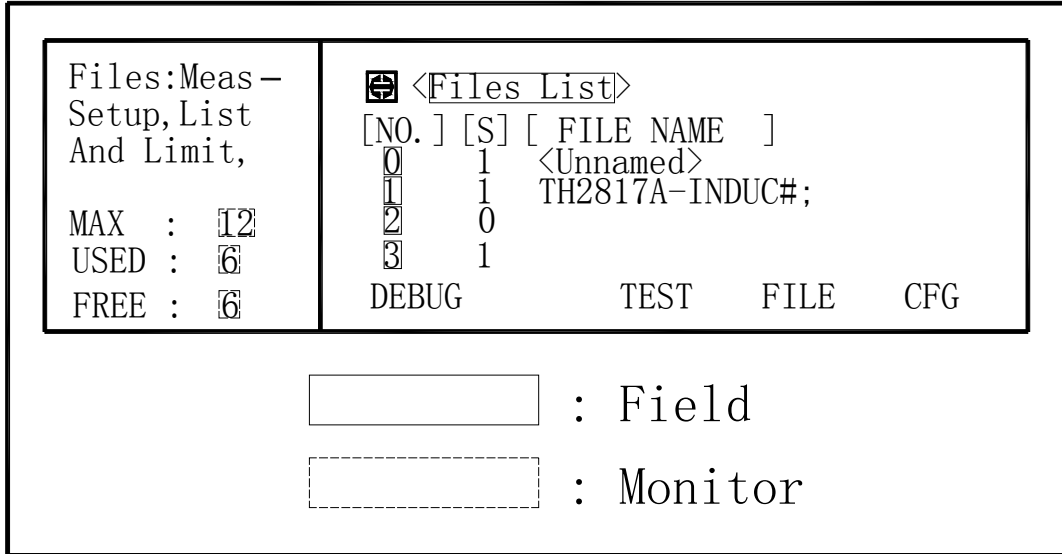 Files:Meas—
Setup,List
And Limit,
MAX : 12
USED : 6
FREE : 6
<Files List>
[NO.] [S] [ FILE NAME ]
0 1 <Unnamed>
1 1 TH2817A-INDUC#;
2 0
3 1
DEBUG TEST FILE CFG
: Field
: Monitor